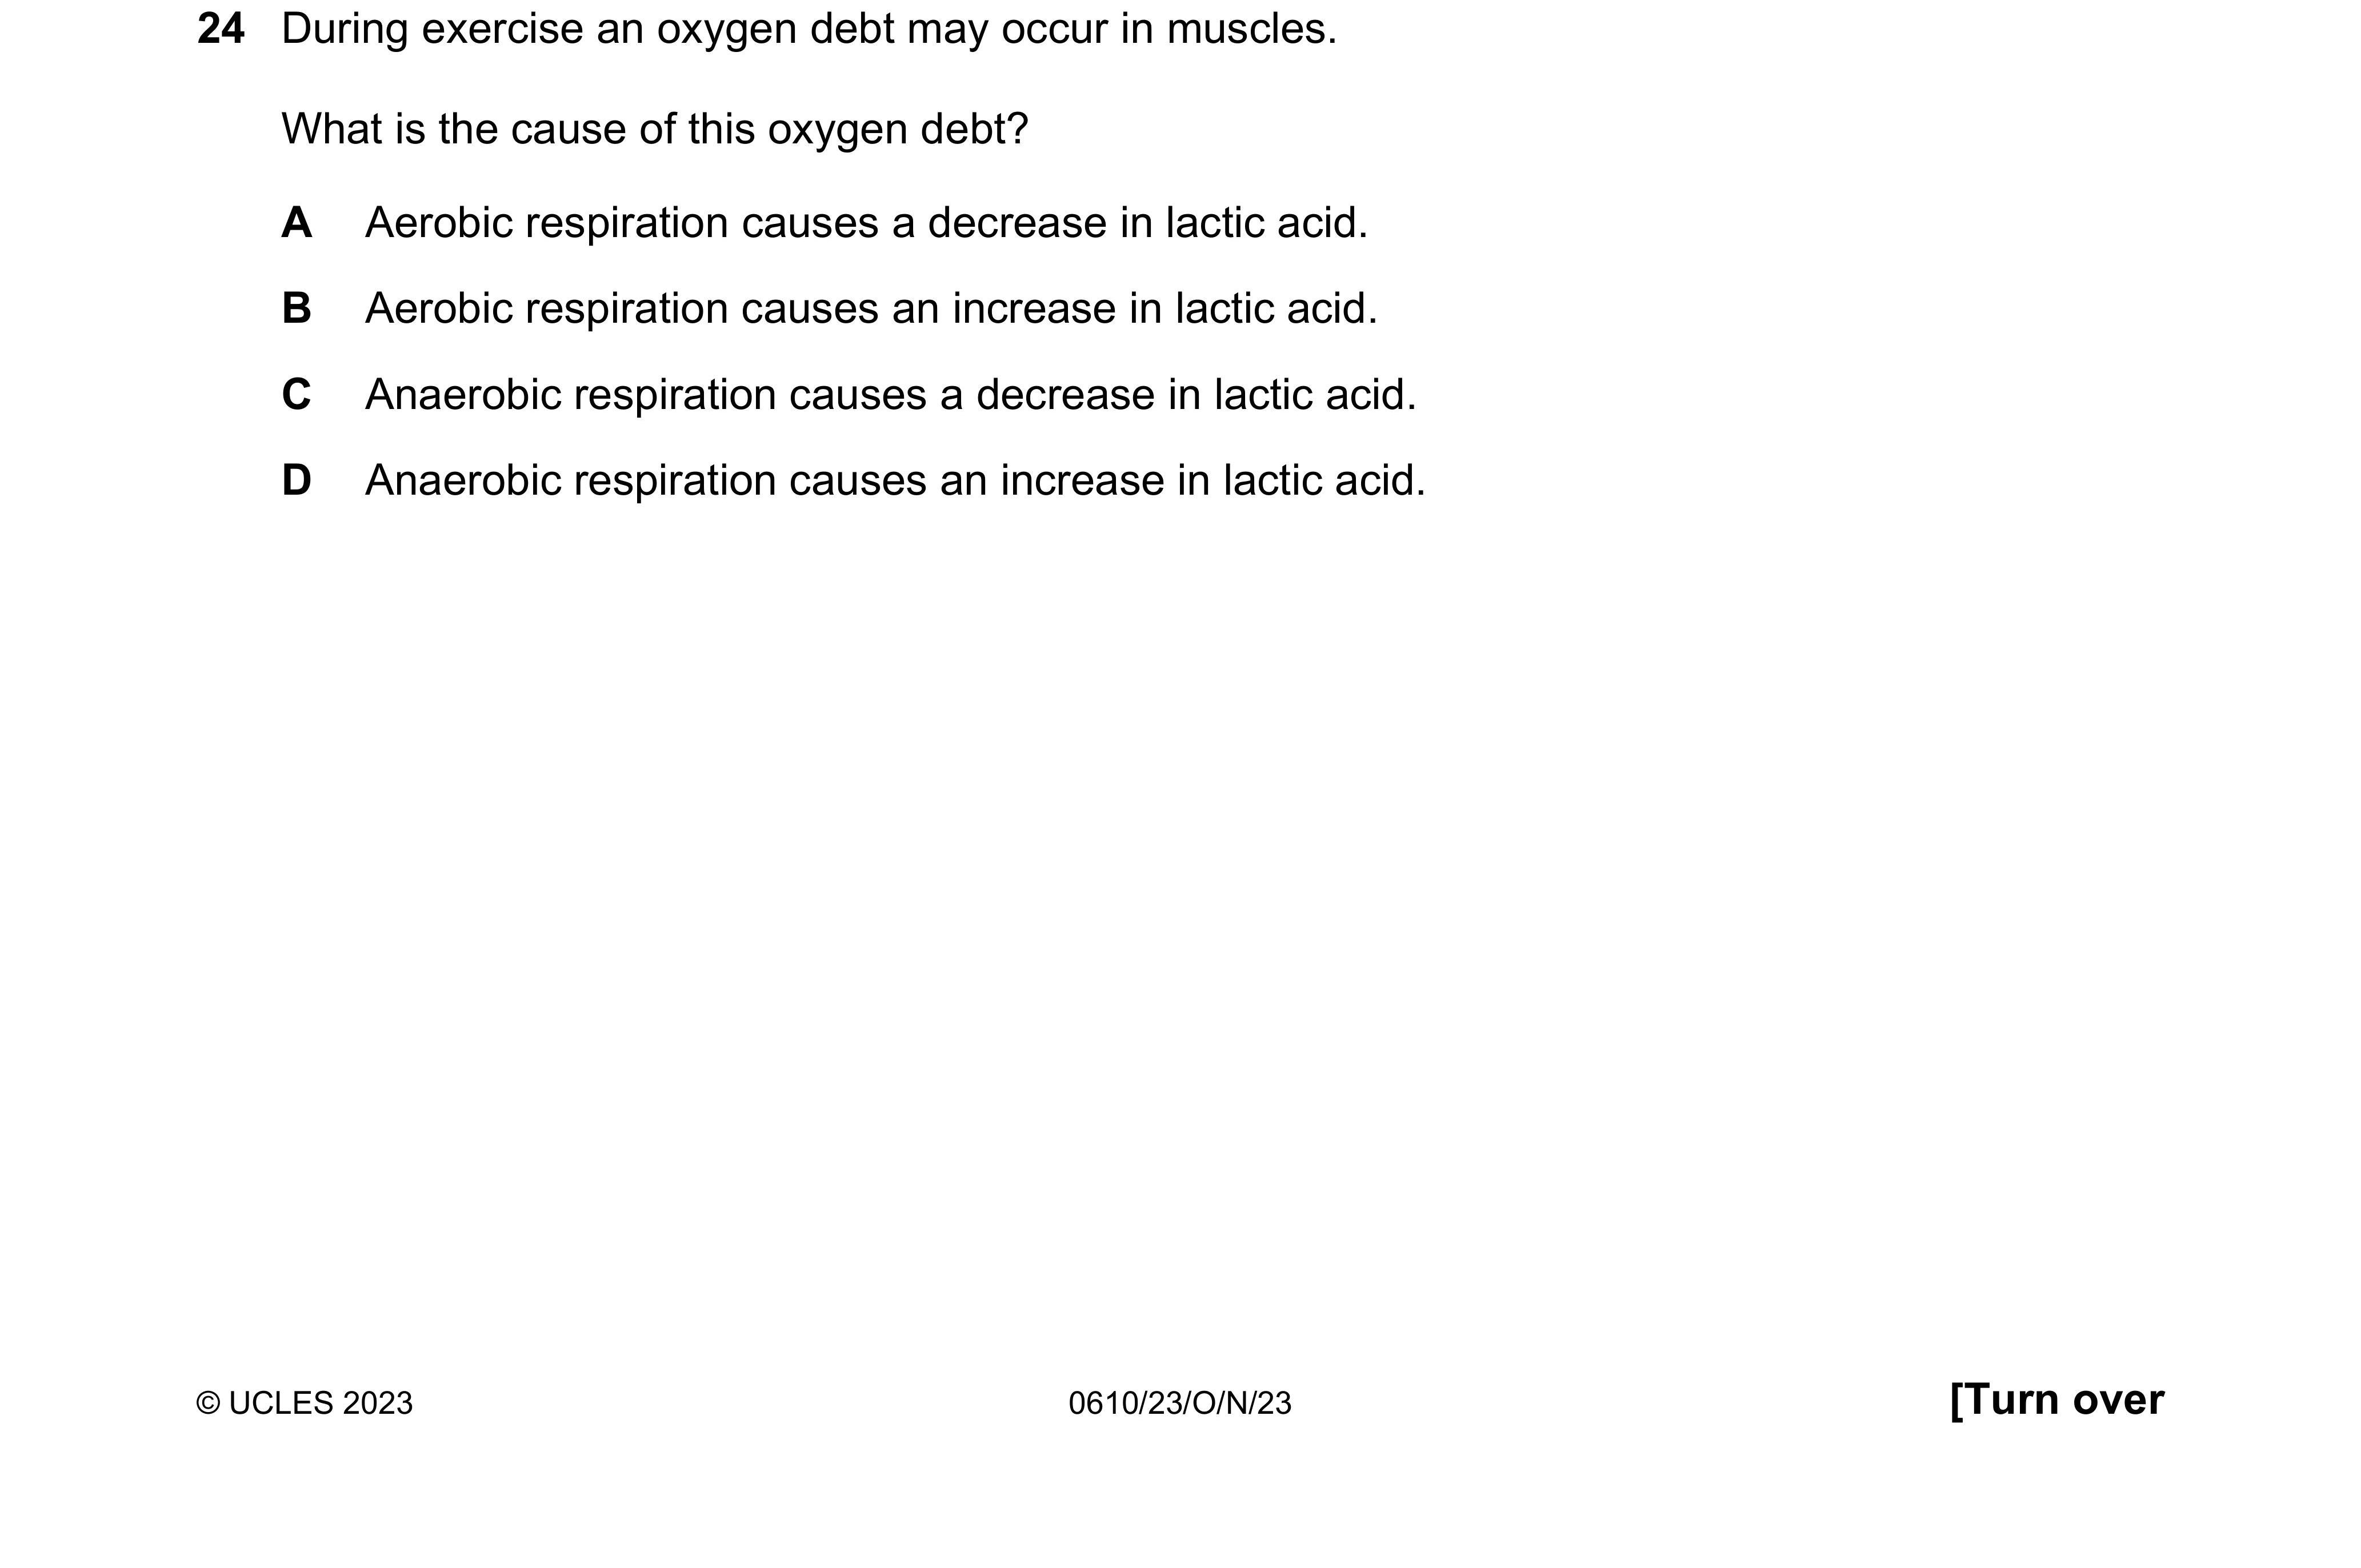 24 During exercise an oxygen debt may occur in muscles.
What is the cause of this oxygen debt?
A Aerobic respiration causes a decrease in lactic acid.
B Aerobic respiration causes an increase in lactic acid.
C Anaerobic respiration causes a decrease in lactic acid.
D Anaerobic respiration causes an increase in lactic acid.
© UCLES 2023 0610/23/O/N/23 [Turn over